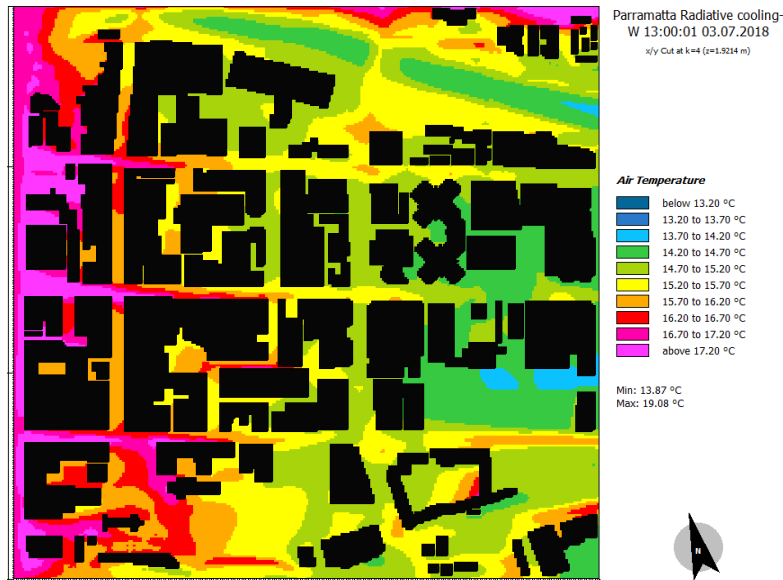 Parramatta Radiative cooling-
W 13:00:01 03.07.2018
x/y Cut at k=4 (z=1.9214 m)
Air Temperature
below 13.20 °C
13.20 to 13.70 °C
13.70 to 14.20 °C
14.20 to 14.70 °C
14.70 to 15.20 °C
15.20 to 15.70 °C
15.70 to 16.20 °C
16.20 to 16.70 °C
16.70 to 17.20 °C
above 17.20 °C
Min: 13.87 °C
Max: 19.08 °C
N